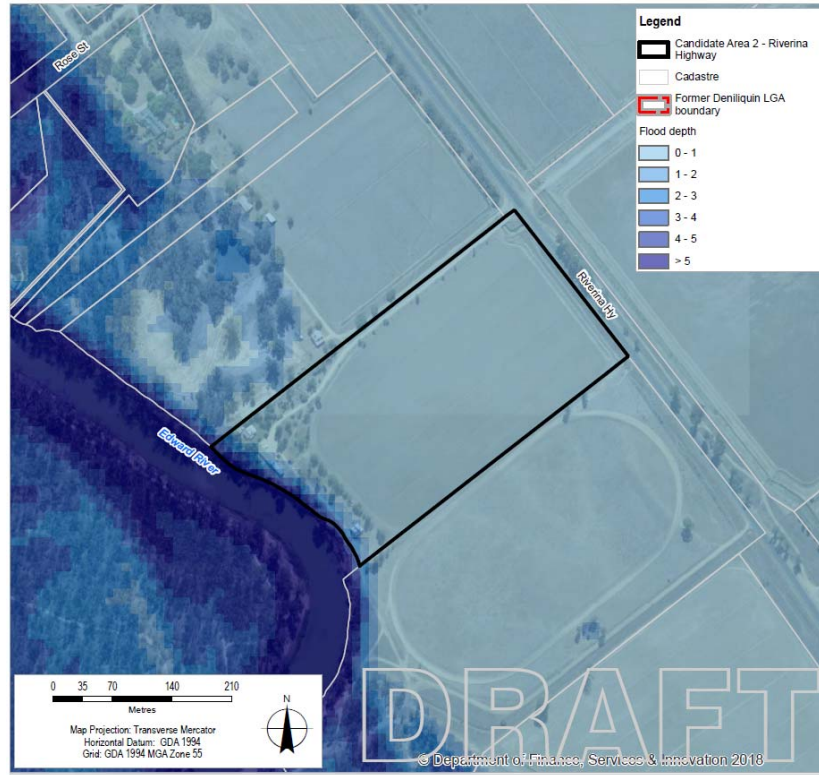 Rose St
Legend
Candidate Area 2 - Riverina
Highway
Cadastre
Former Deniliquin LGA
boundary
Flood depth
0 - 1
1 - 2
2 - 3
3 - 4
4 - 5
> 5
Riverina Hy
Edward River
0 35 70 140 210
Metres
N
Map Projection: Transverse Mercator
Horizontal Datum: GDA 1994
Grid: GDA 1994 MGA Zone 55
DRAFT
© Department of Finance, Services & Innovation 2018